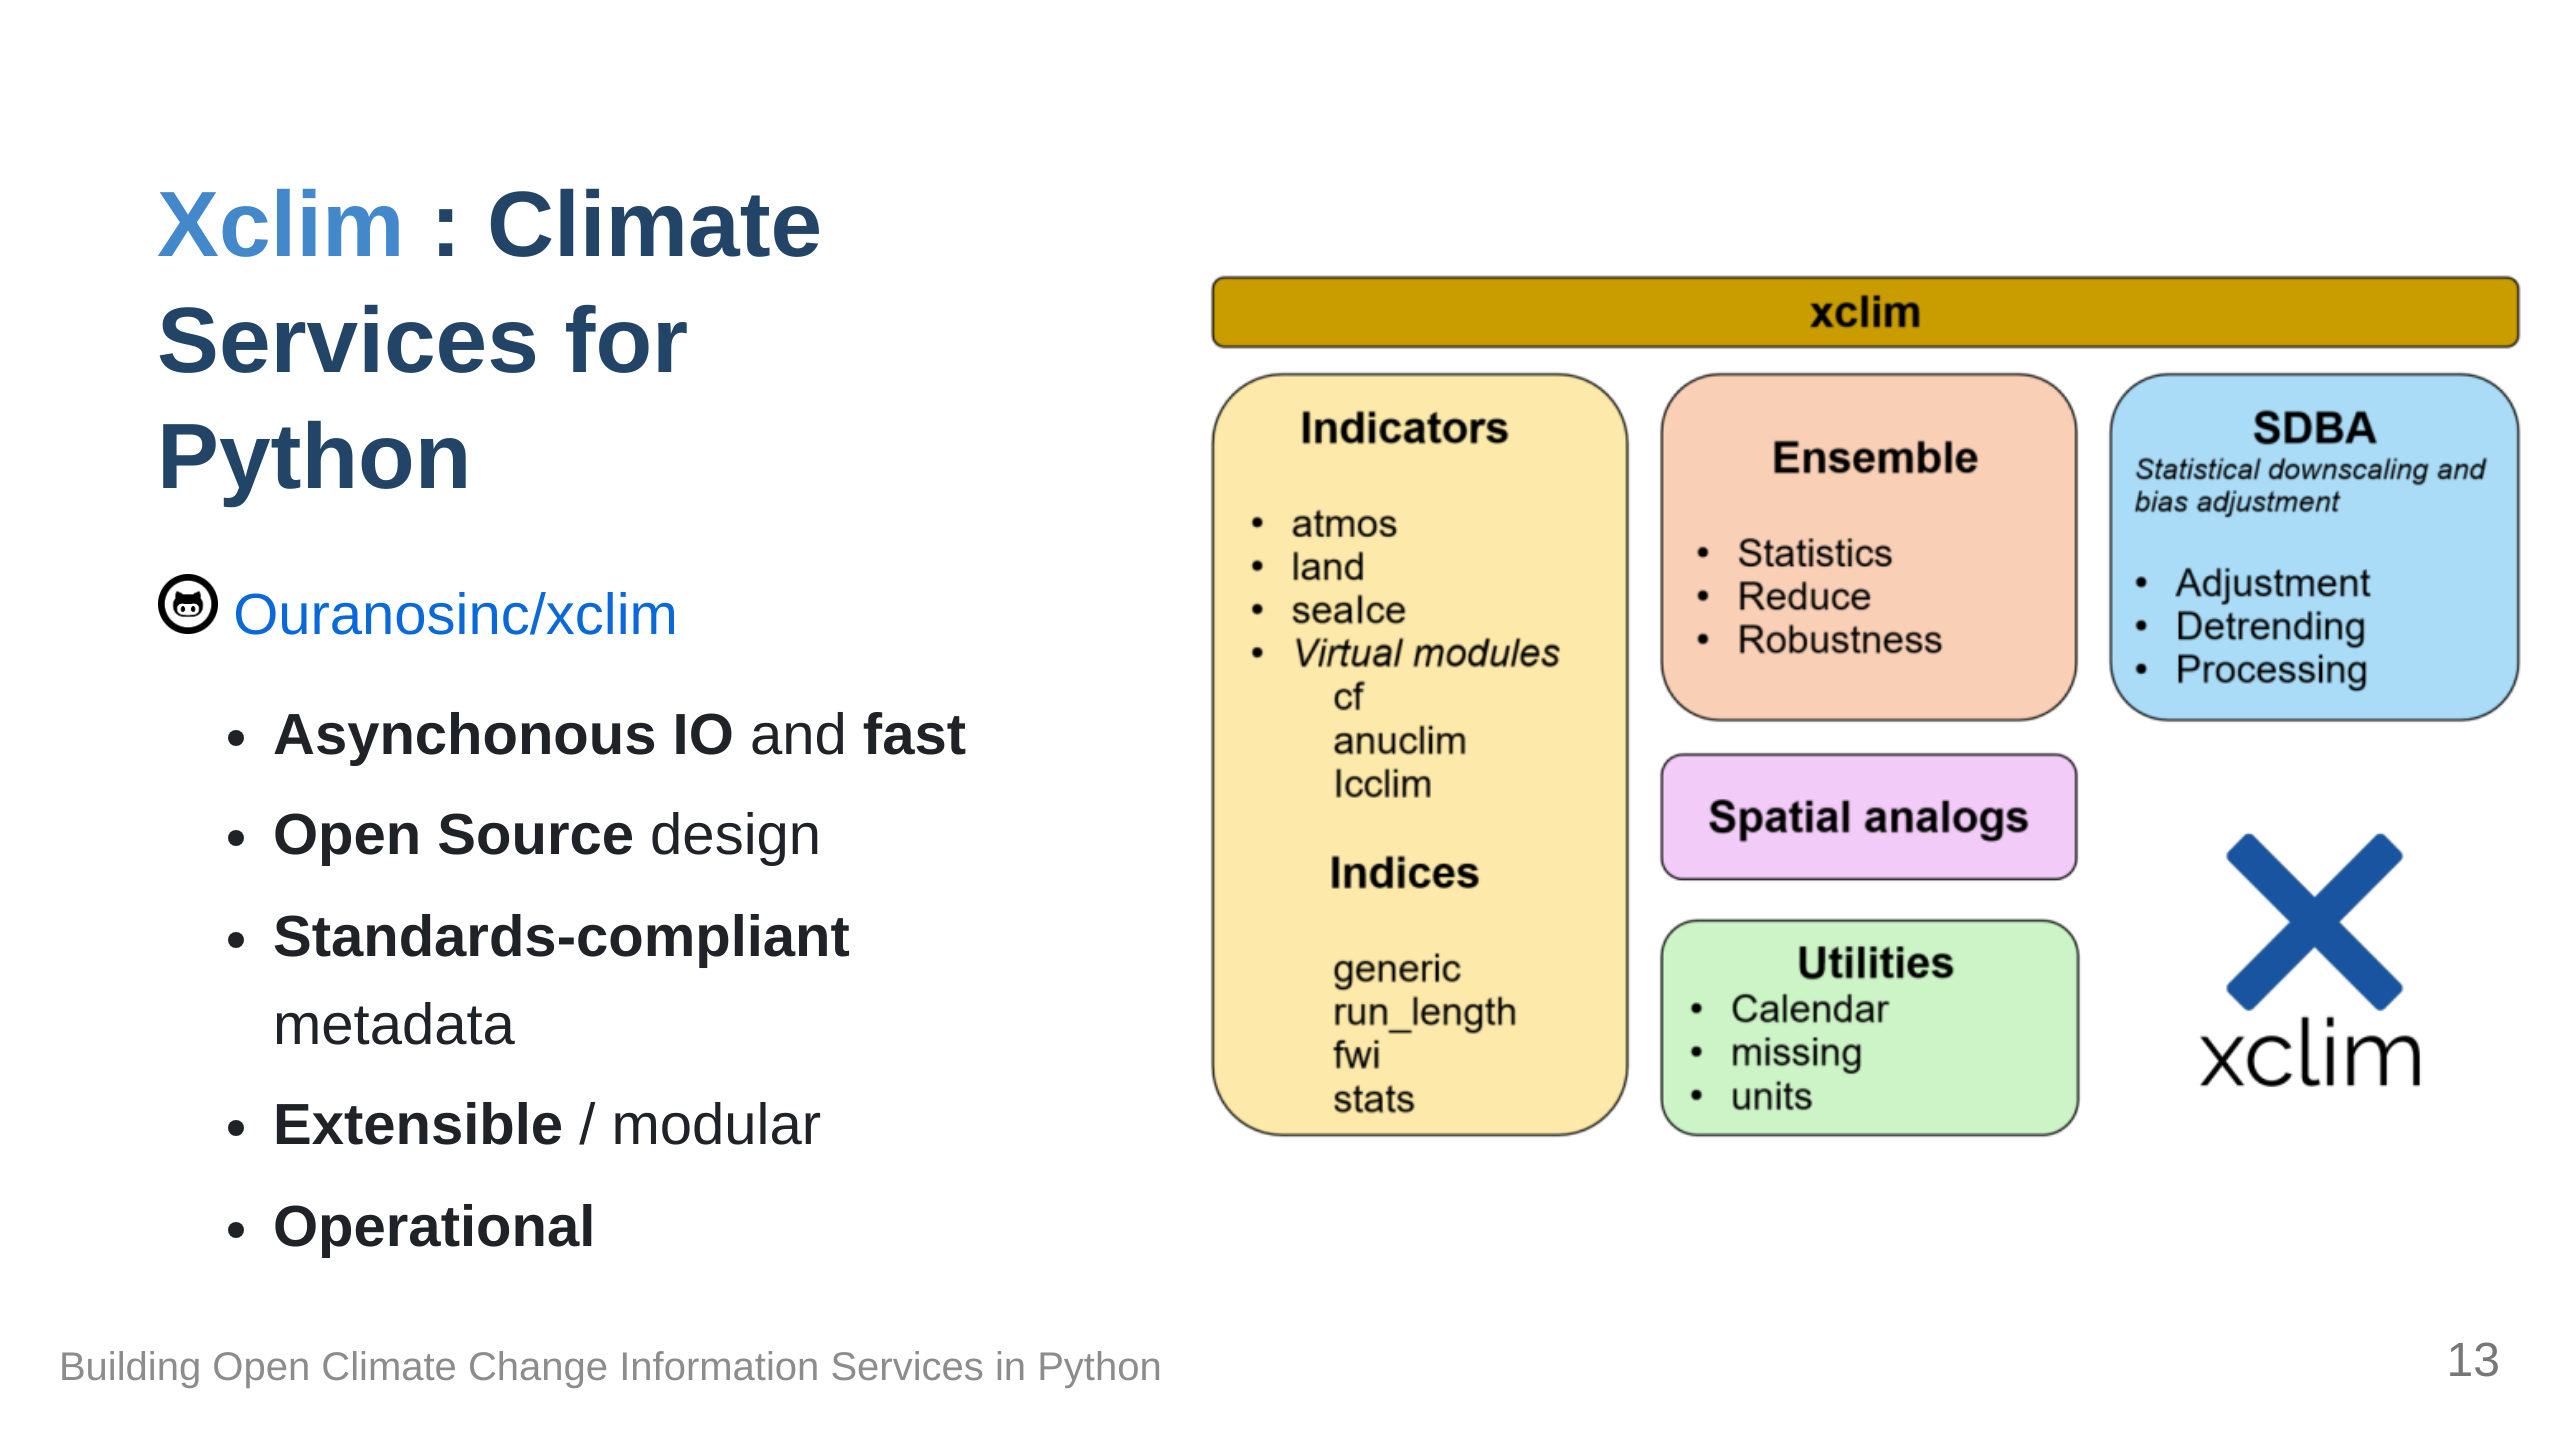 Xclim : Climate
Services for
Python
Ouranosinc/xclim
• Asynchonous IO and fast
• Open Source design
• Standards-compliant
metadata
• Extensible / modular
• Operational
xclim
Indicators
• atmos
• land
• seaIce
• Virtual modules
cf
anuclim
Icclim
Indices
generic
run_length
fwi
stats
Ensemble
• Statistics
• Reduce
• Robustness
SDBA
Statistical downscaling and
bias adjustment
• Adjustment
• Detrending
• Processing
Spatial analogs
Utilities
• Calendar
• missing
• units
xclim
Building Open Climate Change Information Services in Python
13